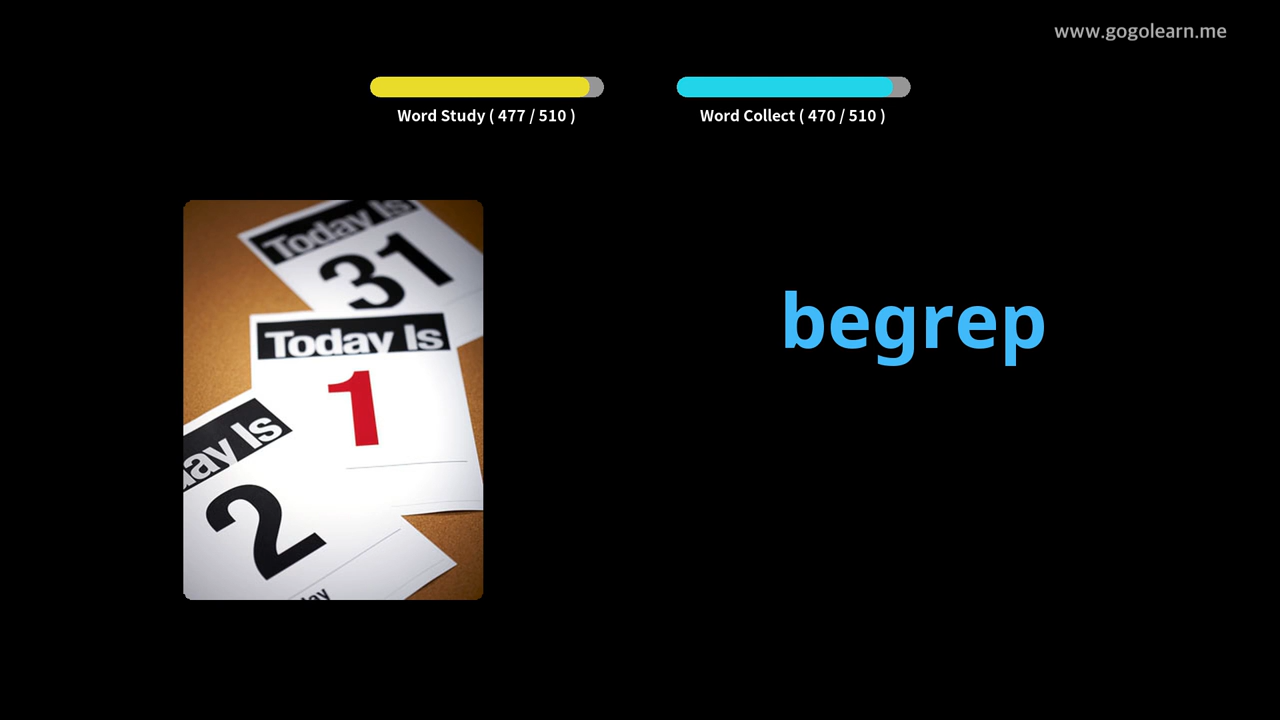 www.gogolearn.me
Word Study ( 477 / 510 )
Word Collect ( 470 / 510 )
Today Is
31
Today Is
1
begrep
ay Is
2
ay